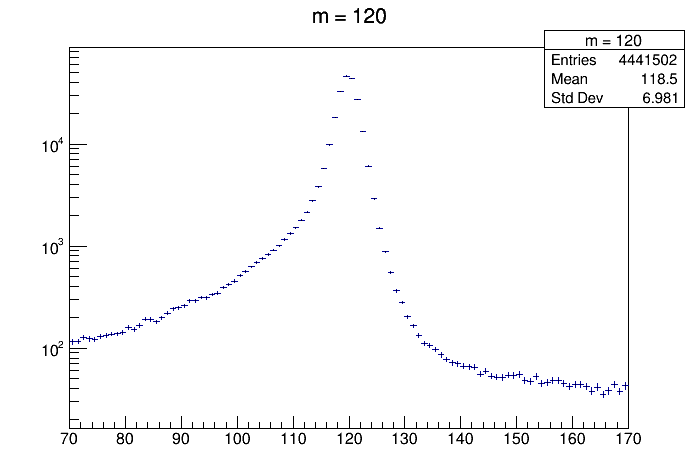 m = 120
m = 120
Entries 4441502
Mean 118.5
Std Dev 6.981
10^4
10^3
10^2
70 80 90 100 110 120 130 140 150 160 170